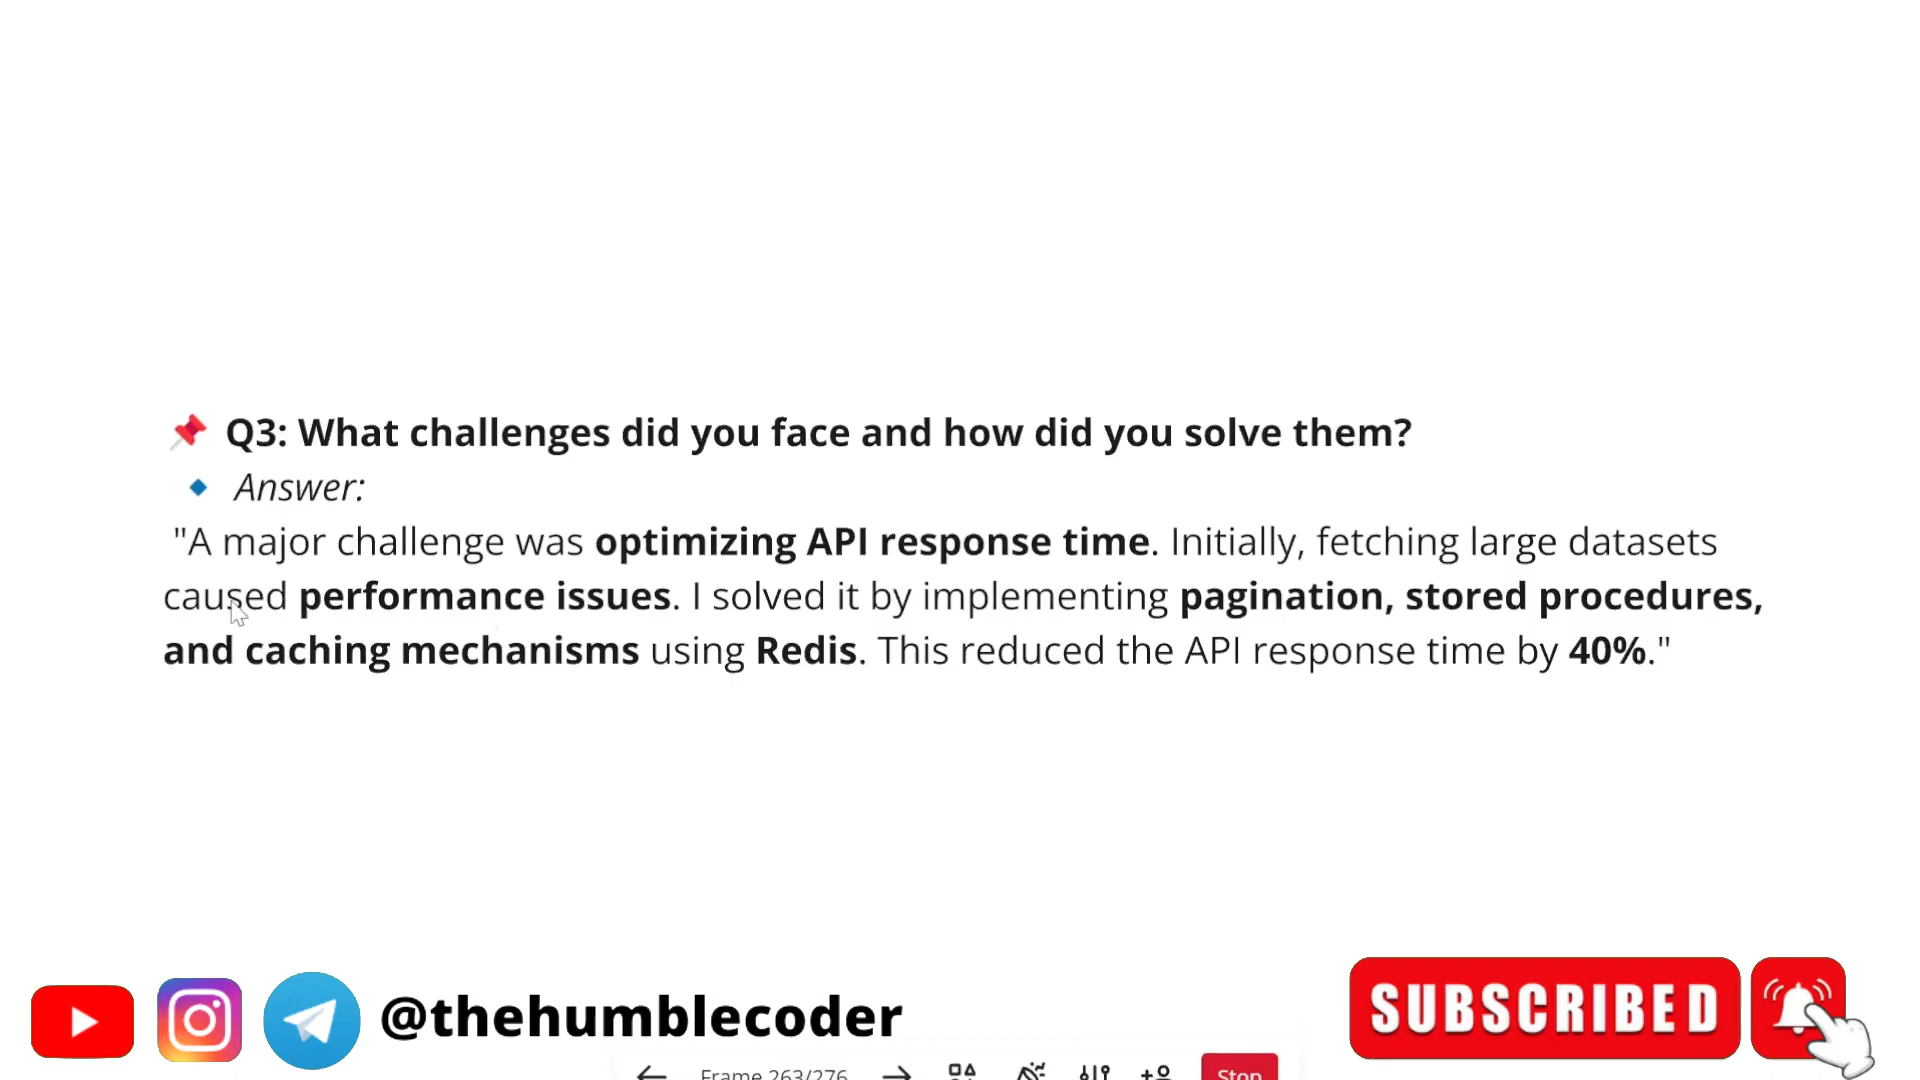 📌 Q3: What challenges did you face and how did you solve them?
🔹 Answer:
"A major challenge was optimizing API response time. Initially, fetching large datasets
caused performance issues. I solved it by implementing pagination, stored procedures,
and caching mechanisms using Redis. This reduced the API response time by 40%."
@thehumblecoder
SUBSCRIBED
Frame 263/276
Stop